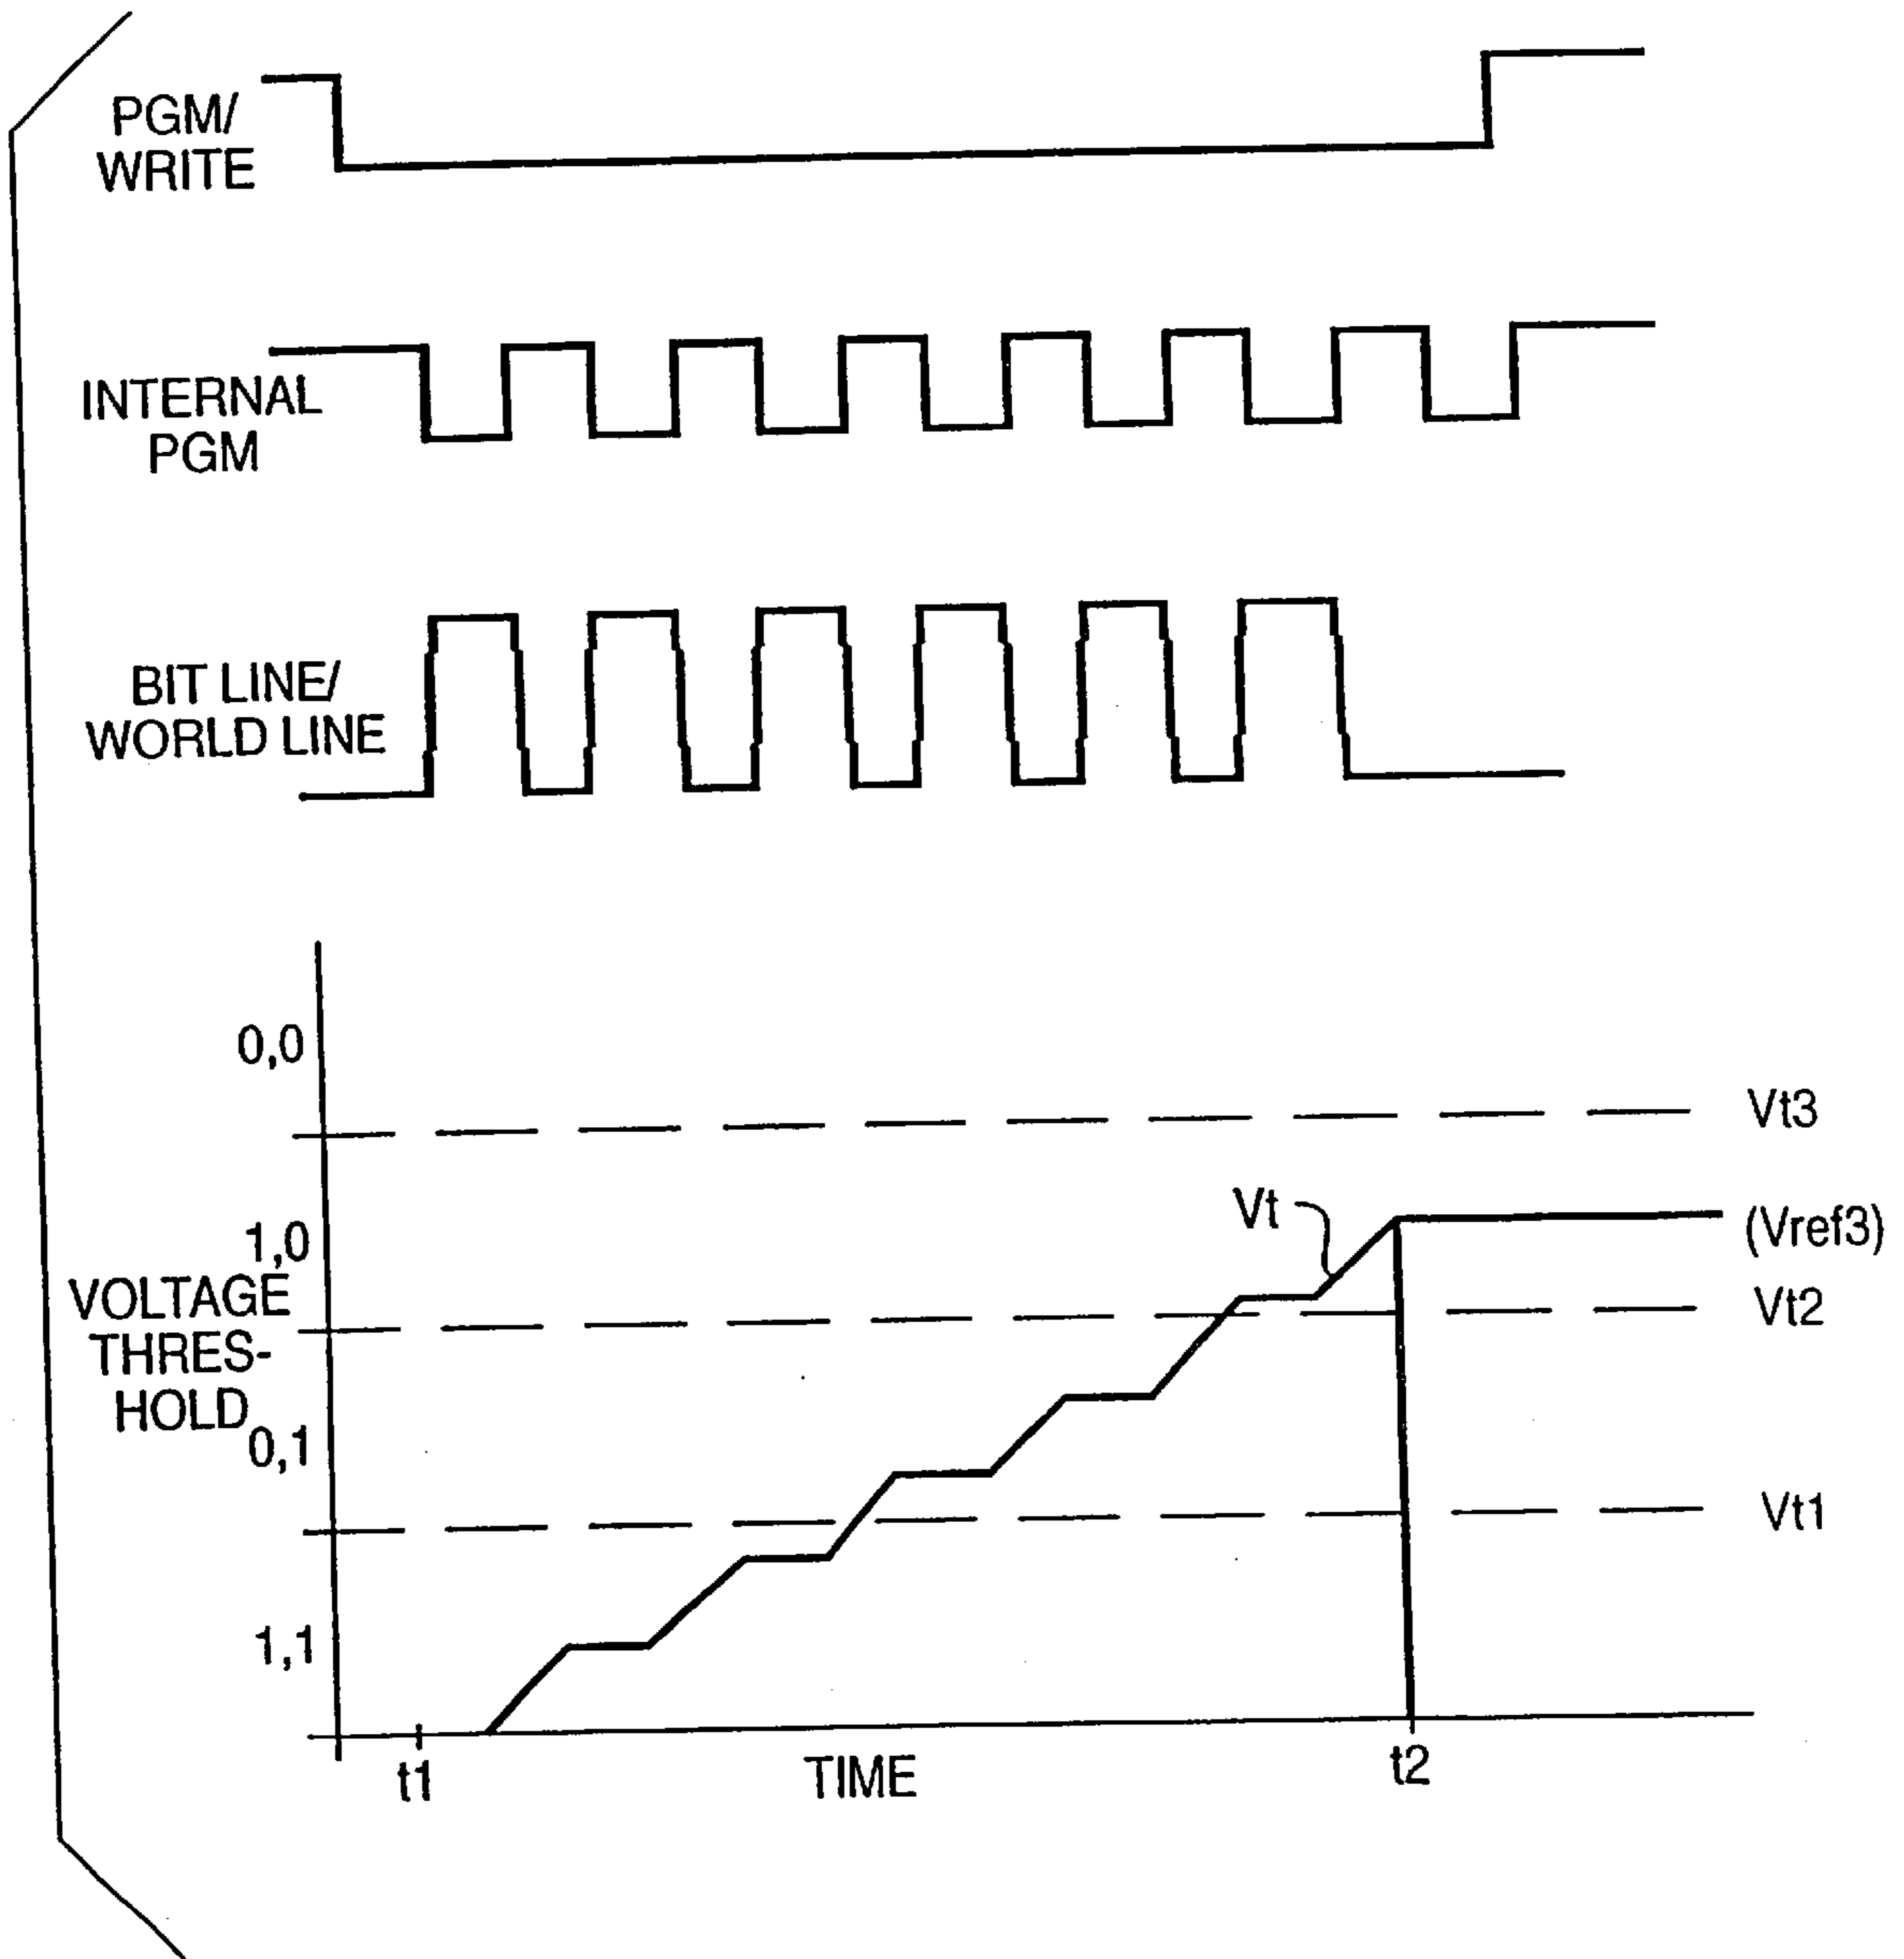 PGM/
WRITE
INTERNAL
PGM
BIT LINE/
WORLD LINE
0,0
Vt3
Vt
1,0
(Vref3)
VOLTAGE
THRES-
HOLD
Vt2
0,1
Vt1
1,1
t1
TIME
t2